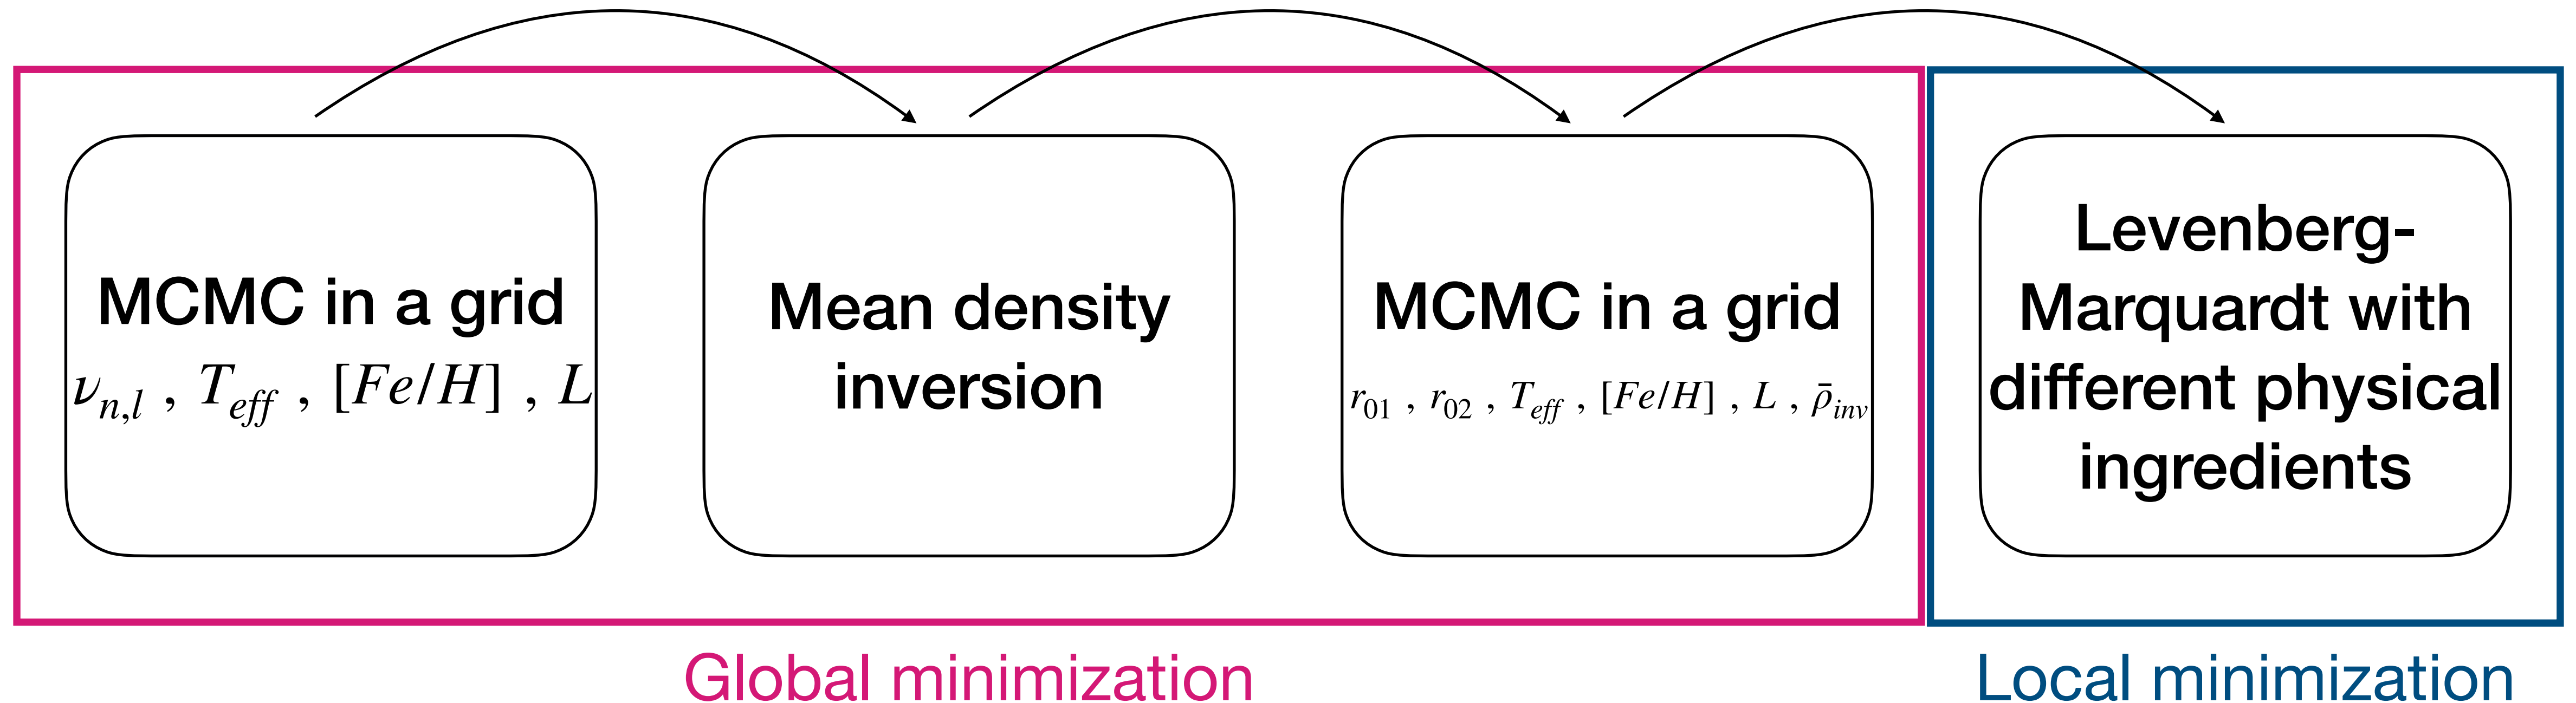 MCMC in a grid
ν_{n,l} , T_{eff} , [Fe/H] , L
Mean density
inversion
MCMC in a grid
r_{01} , r_{02} , T_{eff} , [Fe/H] , L , ρ̄_{inv}
Levenberg-
Marquardt with
different physical
ingredients
Global minimization
Local minimization